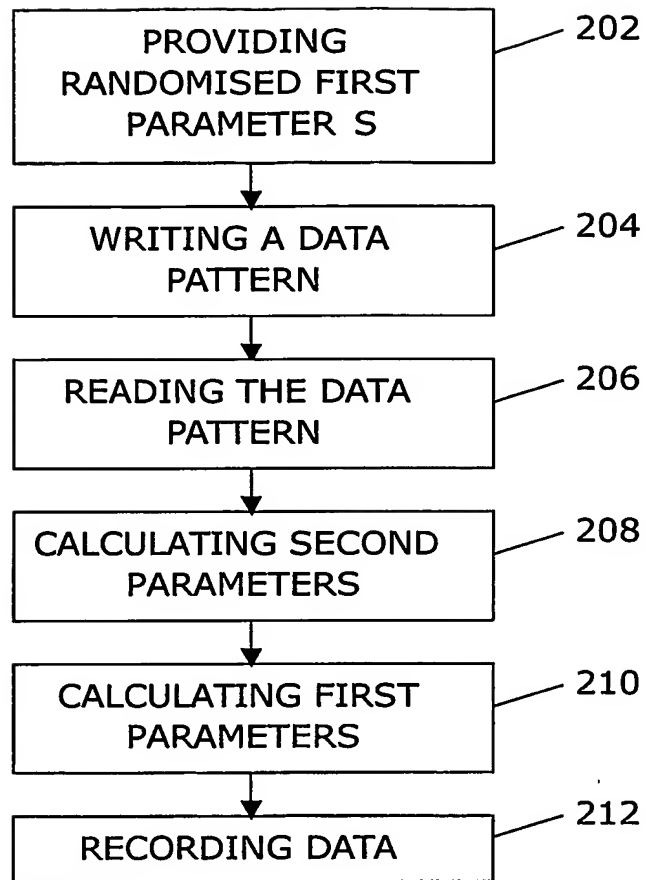 PROVIDING
RANDOMISED FIRST
PARAMETER S
202
WRITING A DATA
PATTERN
204
READING THE DATA
PATTERN
206
CALCULATING SECOND
PARAMETERS
208
CALCULATING FIRST
PARAMETERS
210
RECORDING DATA
212